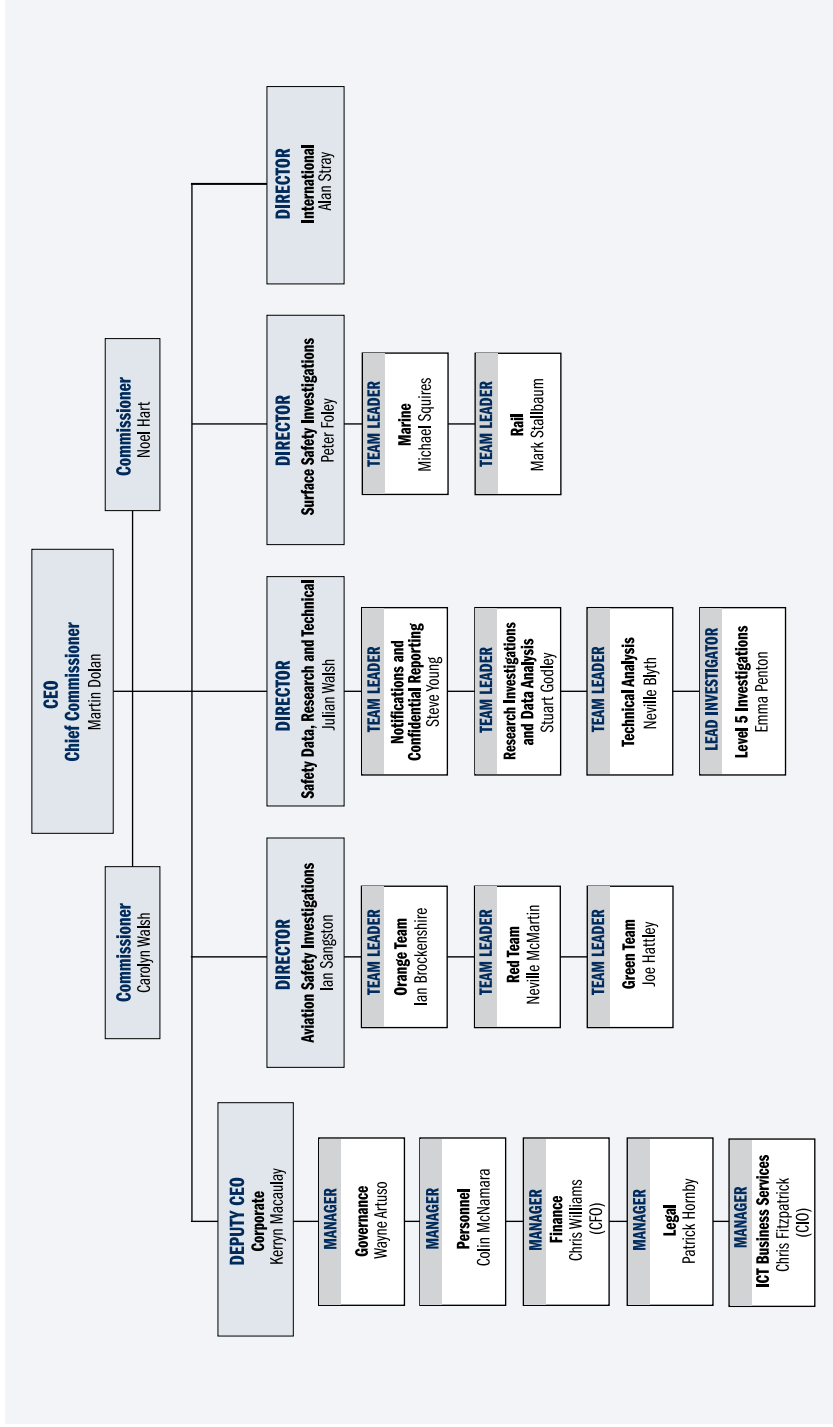 CEO
Chief Commissioner
Martin Dolan
Commissioner
Carolyn Walsh
Commissioner
Noel Hart
DEPUTY CEO
Corporate
Kerryn Macaulay
MANAGER
Governance
Wayne Artuso
MANAGER
Personnel
Colin McNamara
MANAGER
Finance
Chris Williams
(CFO)
MANAGER
Legal
Patrick Hornby
MANAGER
ICT Business Services
Chris Fitzpatrick
(CIO)
DIRECTOR
Aviation Safety Investigations
Ian Sangston
TEAM LEADER
Orange Team
Ian Brockenshire
TEAM LEADER
Red Team
Neville McMartin
TEAM LEADER
Green Team
Joe Hattley
DIRECTOR
Safety Data, Research and Technical
Julian Walsh
TEAM LEADER
Notifications and
Confidential Reporting
Steve Young
TEAM LEADER
Research Investigations
and Data Analysis
Stuart Godley
TEAM LEADER
Technical Analysis
Neville Blyth
LEAD INVESTIGATOR
Level 5 Investigations
Emma Penton
DIRECTOR
Surface Safety Investigations
Peter Foley
TEAM LEADER
Marine
Michael Squires
TEAM LEADER
Rail
Mark Stallbaum
DIRECTOR
International
Alan Stray